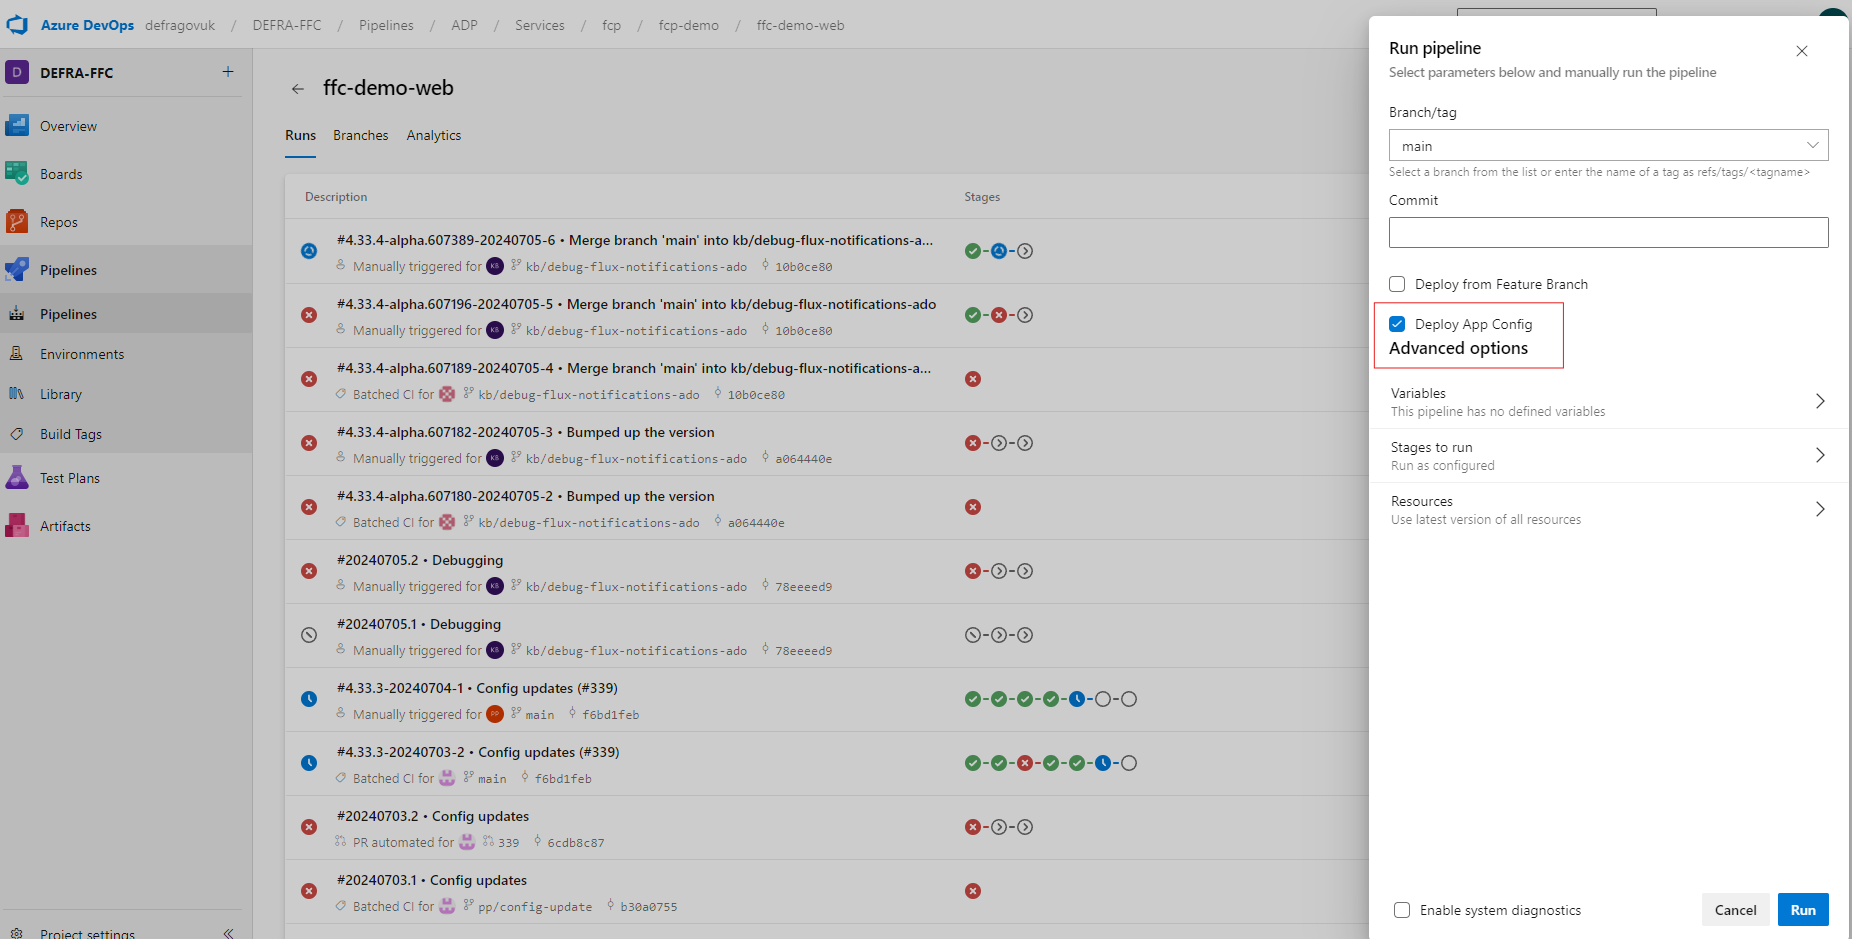 Azure DevOps defragovuk / DEFRA-FFC / Pipelines / ADP / Services / fcp / fcp-demo / ffc-demo-web
D DEFRA-FFC +
Overview
Boards
Repos
Pipelines
Pipelines
Environments
Library
Build Tags
Test Plans
Artifacts
Project settings
ffc-demo-web
Runs Branches Analytics
Description Stages
#4.33.4-alpha.607389-20240705-6 • Merge branch 'main' into kb/debug-flux-notifications-a...
Manually triggered for KB kb/debug-flux-notifications-ado 10b0ce80
#4.33.4-alpha.607196-20240705-5 • Merge branch 'main' into kb/debug-flux-notifications-ado
Manually triggered for KB kb/debug-flux-notifications-ado 10b0ce80
#4.33.4-alpha.607189-20240705-4 • Merge branch 'main' into kb/debug-flux-notifications-a...
Batched CI for kb/debug-flux-notifications-ado 10b0ce80
#4.33.4-alpha.607182-20240705-3 • Bumped up the version
Manually triggered for KB kb/debug-flux-notifications-ado a064440e
#4.33.4-alpha.607180-20240705-2 • Bumped up the version
Batched CI for kb/debug-flux-notifications-ado a064440e
#20240705.2 • Debugging
Manually triggered for KB kb/debug-flux-notifications-ado 78eeeed9
#20240705.1 • Debugging
Manually triggered for KB kb/debug-flux-notifications-ado 78eeeed9
#4.33.3-20240704-1 • Config updates (#339)
Manually triggered for PP main f6bd1feb
#4.33.3-20240703-2 • Config updates (#339)
Batched CI for main f6bd1feb
#20240703.2 • Config updates
PR automated for 339 6cdb8c87
#20240703.1 • Config updates
Batched CI for pp/config-update b30a0755
Run pipeline
Select parameters below and manually run the pipeline
Branch/tag
main
Select a branch from the list or enter the name of a tag as refs/tags/<tagname>
Commit
Deploy from Feature Branch
Deploy App Config
Advanced options
Variables
This pipeline has no defined variables
Stages to run
Run as configured
Resources
Use latest version of all resources
Enable system diagnostics Cancel Run